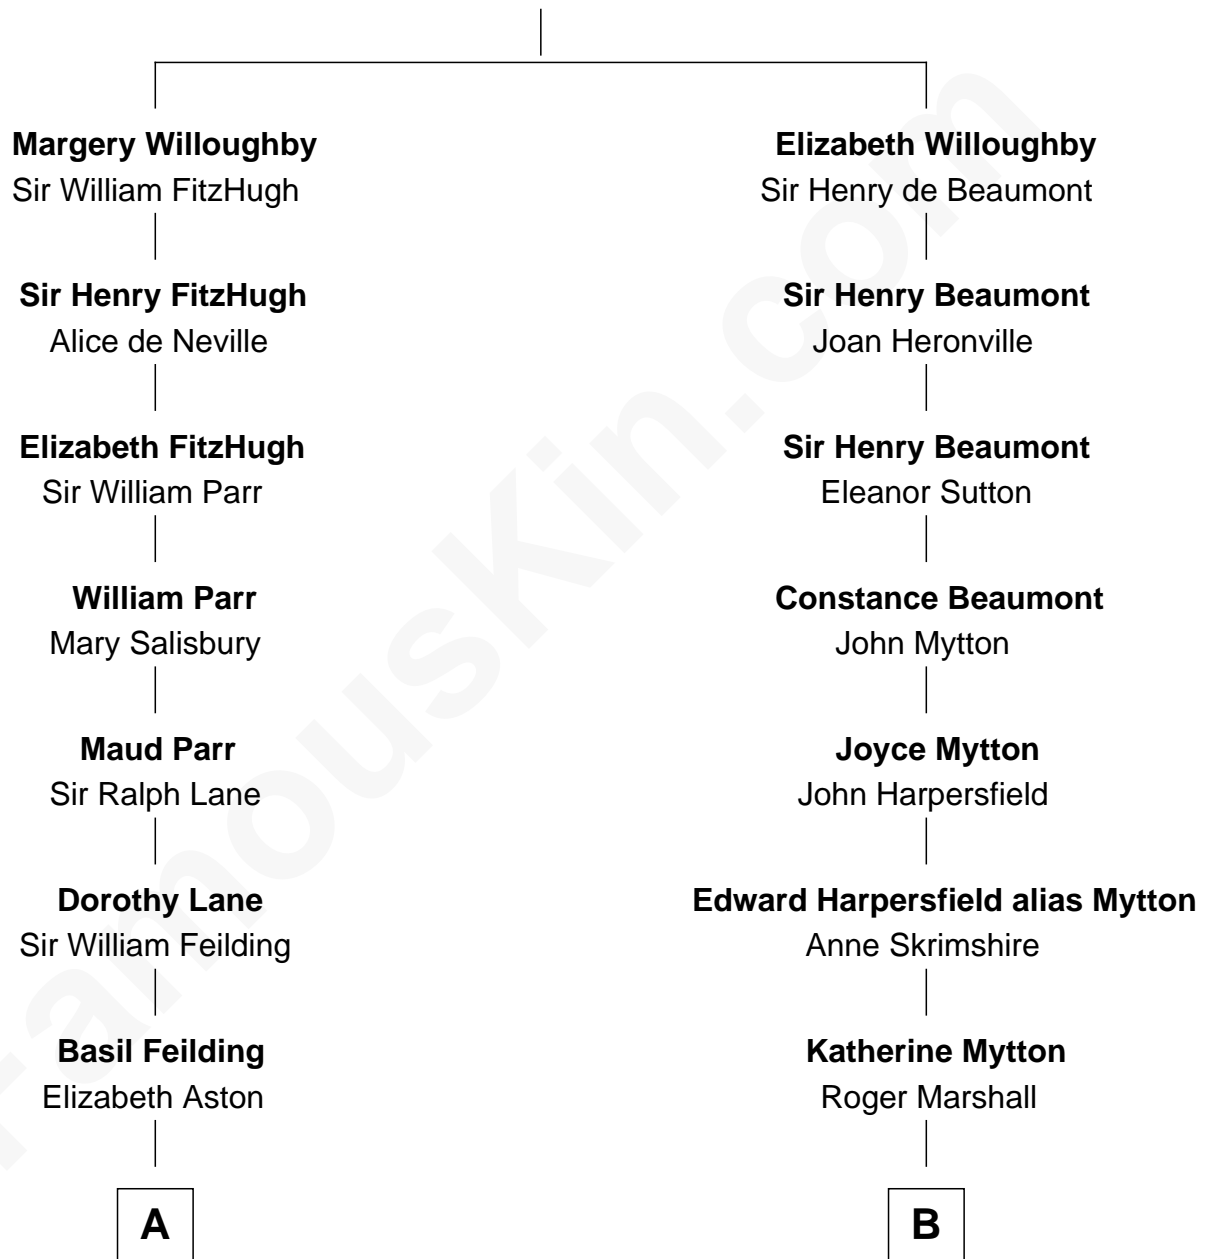 Margery Willoughby
Sir William FitzHugh
Sir Henry FitzHugh
Alice de Neville
Elizabeth FitzHugh
Sir William Parr
William Parr
Mary Salisbury
Maud Parr
Sir Ralph Lane
Dorothy Lane
Sir William Feilding
Basil Feilding
Elizabeth Aston
A
Elizabeth Willoughby
Sir Henry de Beaumont
Sir Henry Beaumont
Joan Heronville
Sir Henry Beaumont
Eleanor Sutton
Constance Beaumont
John Mytton
Joyce Mytton
John Harpersfield
Edward Harpersfield alias Mytton
Anne Skrimshire
Katherine Mytton
Roger Marshall
B
FamousKin.com